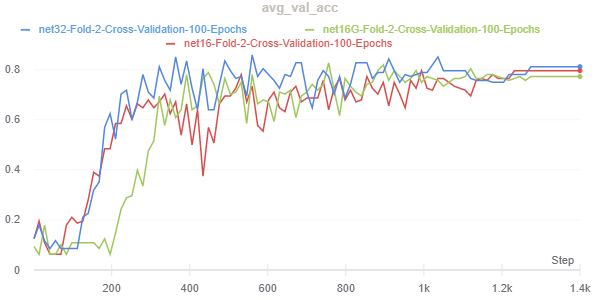 avg_val_acc
net32-Fold-2-Cross-Validation-100-Epochs net16G-Fold-2-Cross-Validation-100-Epochs
net16-Fold-2-Cross-Validation-100-Epochs
0.8
0.6
0.4
0.2
Step
0
200 400 600 800 1k 1.2k 1.4k